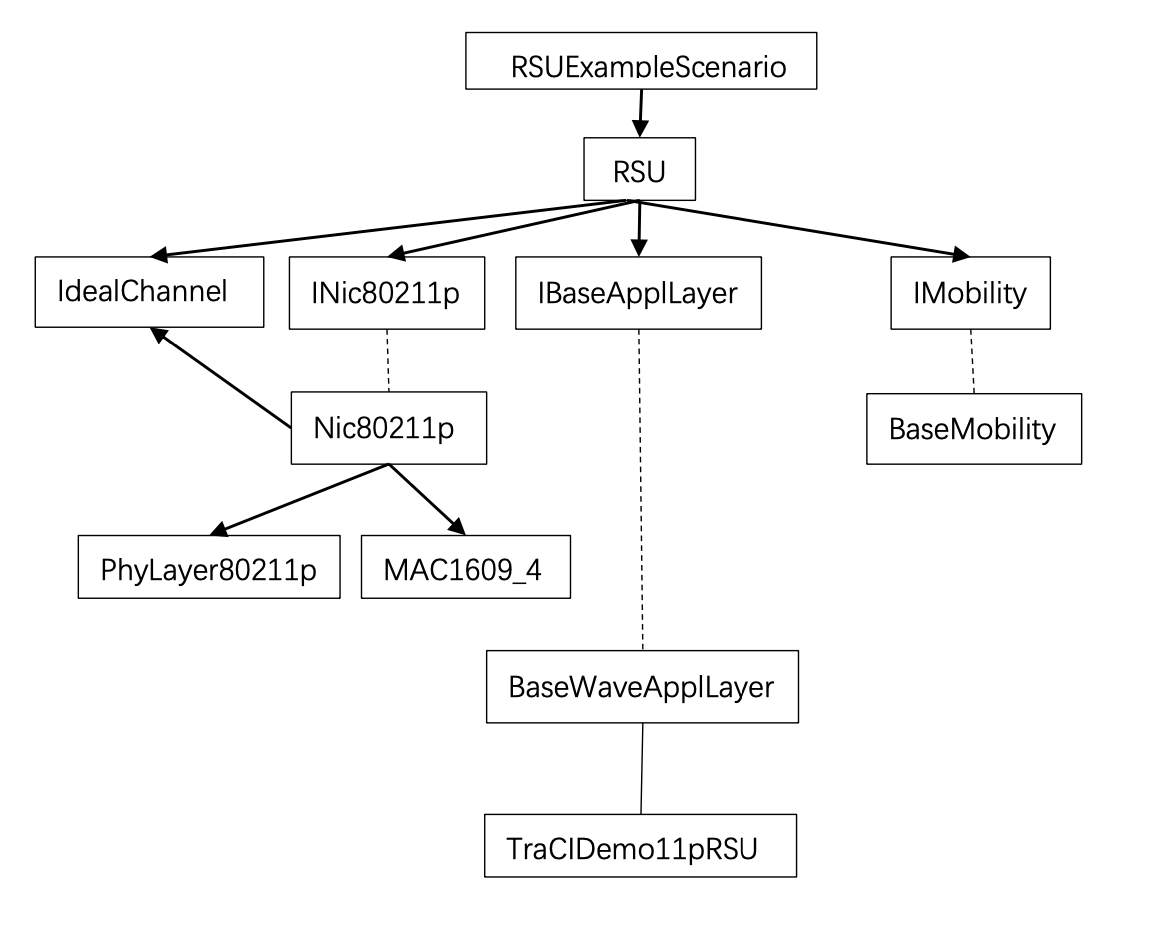 RSUExampleScenario
RSU
IdealChannel
INic80211p
IBaseApplLayer
IMobility
Nic80211p
BaseMobility
PhyLayer80211p
MAC1609_4
BaseWaveApplLayer
TraCIDemo11pRSU